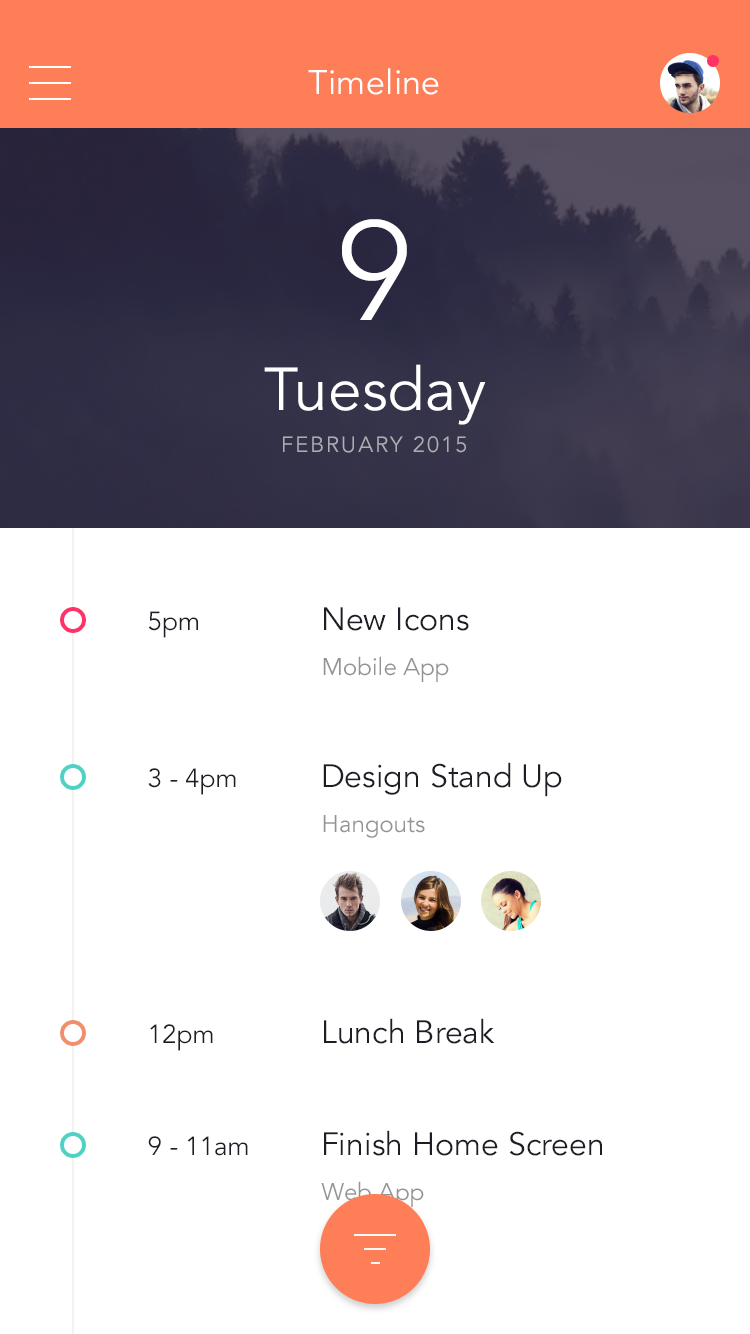 Timeline
9
Tuesday
FEBRUARY 2015
5pm
New Icons
Mobile App
3 - 4pm
Design Stand Up
Hangouts
12pm
Lunch Break
9 - 11am
Finish Home Screen
Web App